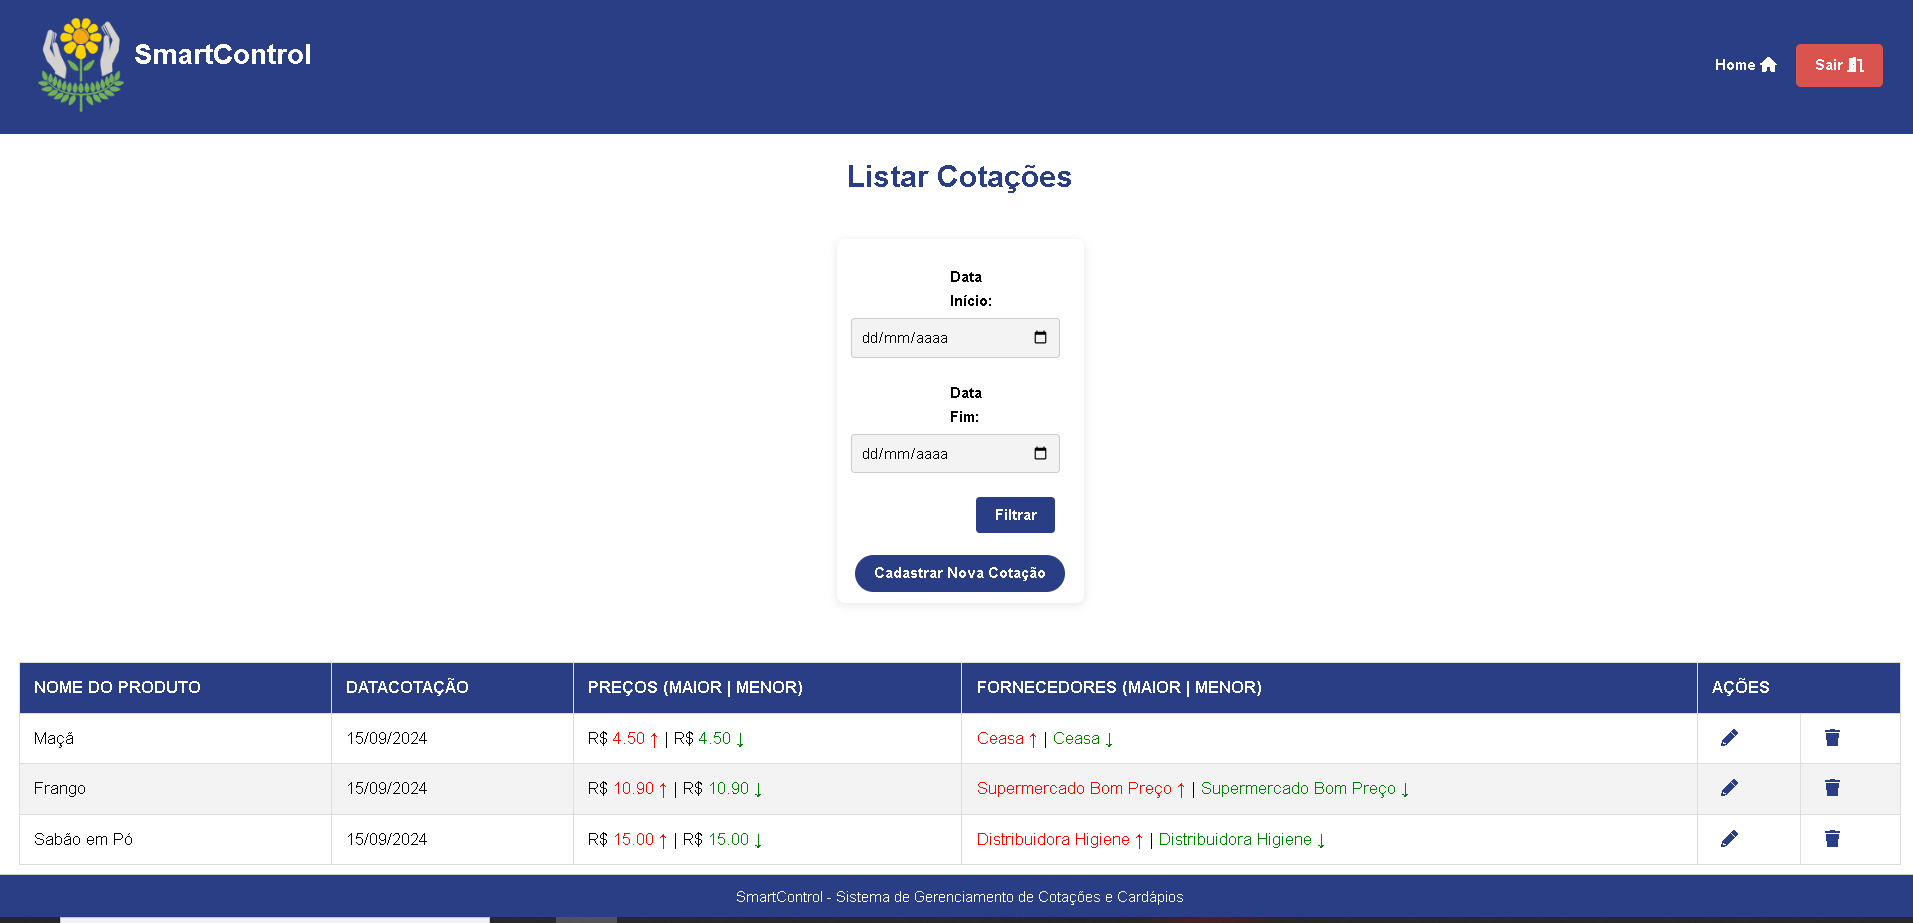 SmartControl
Home
Sair
Listar Cotações
Data
Início:
dd/mm/aaaa
Data
Fim:
dd/mm/aaaa
Filtrar
Cadastrar Nova Cotação
NOME DO PRODUTO DATACOTAÇÃO PREÇOS (MAIOR | MENOR) FORNECEDORES (MAIOR | MENOR) AÇÕES
Maçã 15/09/2024 R$ 4.50 ↑ | R$ 4.50 ↓ Ceasa ↑ | Ceasa ↓
Frango 15/09/2024 R$ 10.90 ↑ | R$ 10.90 ↓ Supermercado Bom Preço ↑ | Supermercado Bom Preço ↓
Sabão em Pó 15/09/2024 R$ 15.00 ↑ | R$ 15.00 ↓ Distribuidora Higiene ↑ | Distribuidora Higiene ↓
SmartControl - Sistema de Gerenciamento de Cotações e Cardápios